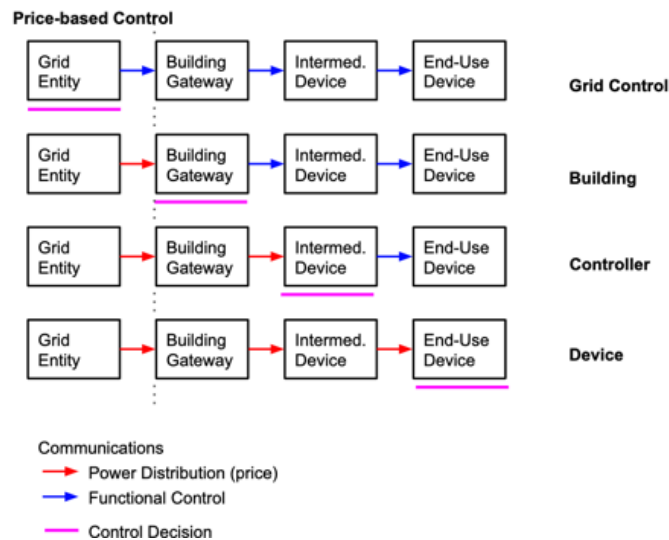 Price-based Control
Grid
Entity
Building
Gateway
Intermed.
Device
End-Use
Device
Grid Control
Grid
Entity
Building
Gateway
Intermed.
Device
End-Use
Device
Building
Grid
Entity
Building
Gateway
Intermed.
Device
End-Use
Device
Controller
Grid
Entity
Building
Gateway
Intermed.
Device
End-Use
Device
Device
Communications
Power Distribution (price)
Functional Control
Control Decision